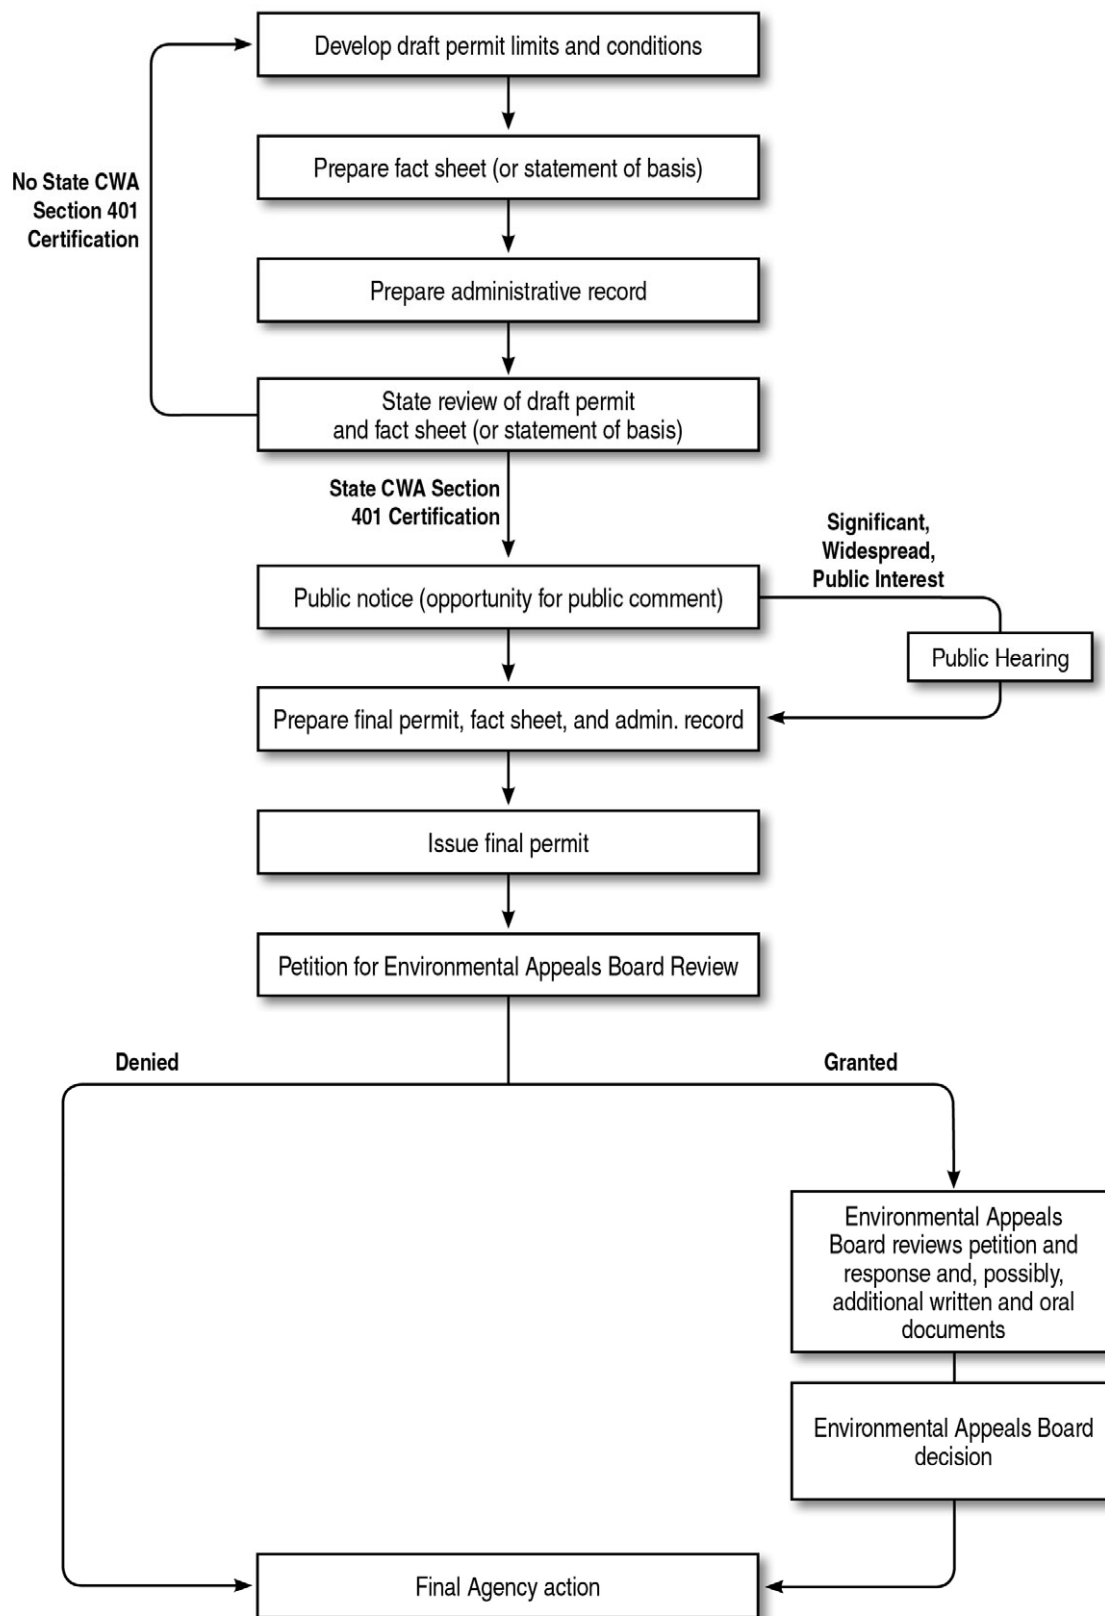 Develop draft permit limits and conditions
Prepare fact sheet (or statement of basis)
No State CWA
Section 401
Certification
Prepare administrative record
State review of draft permit
and fact sheet (or statement of basis)
State CWA Section
401 Certification
Significant,
Widespread,
Public Interest
Public notice (opportunity for public comment)
Public Hearing
Prepare final permit, fact sheet, and admin. record
Issue final permit
Petition for Environmental Appeals Board Review
Denied
Granted
Environmental Appeals
Board reviews petition and
response and, possibly,
additional written and oral
documents
Environmental Appeals Board
decision
Final Agency action